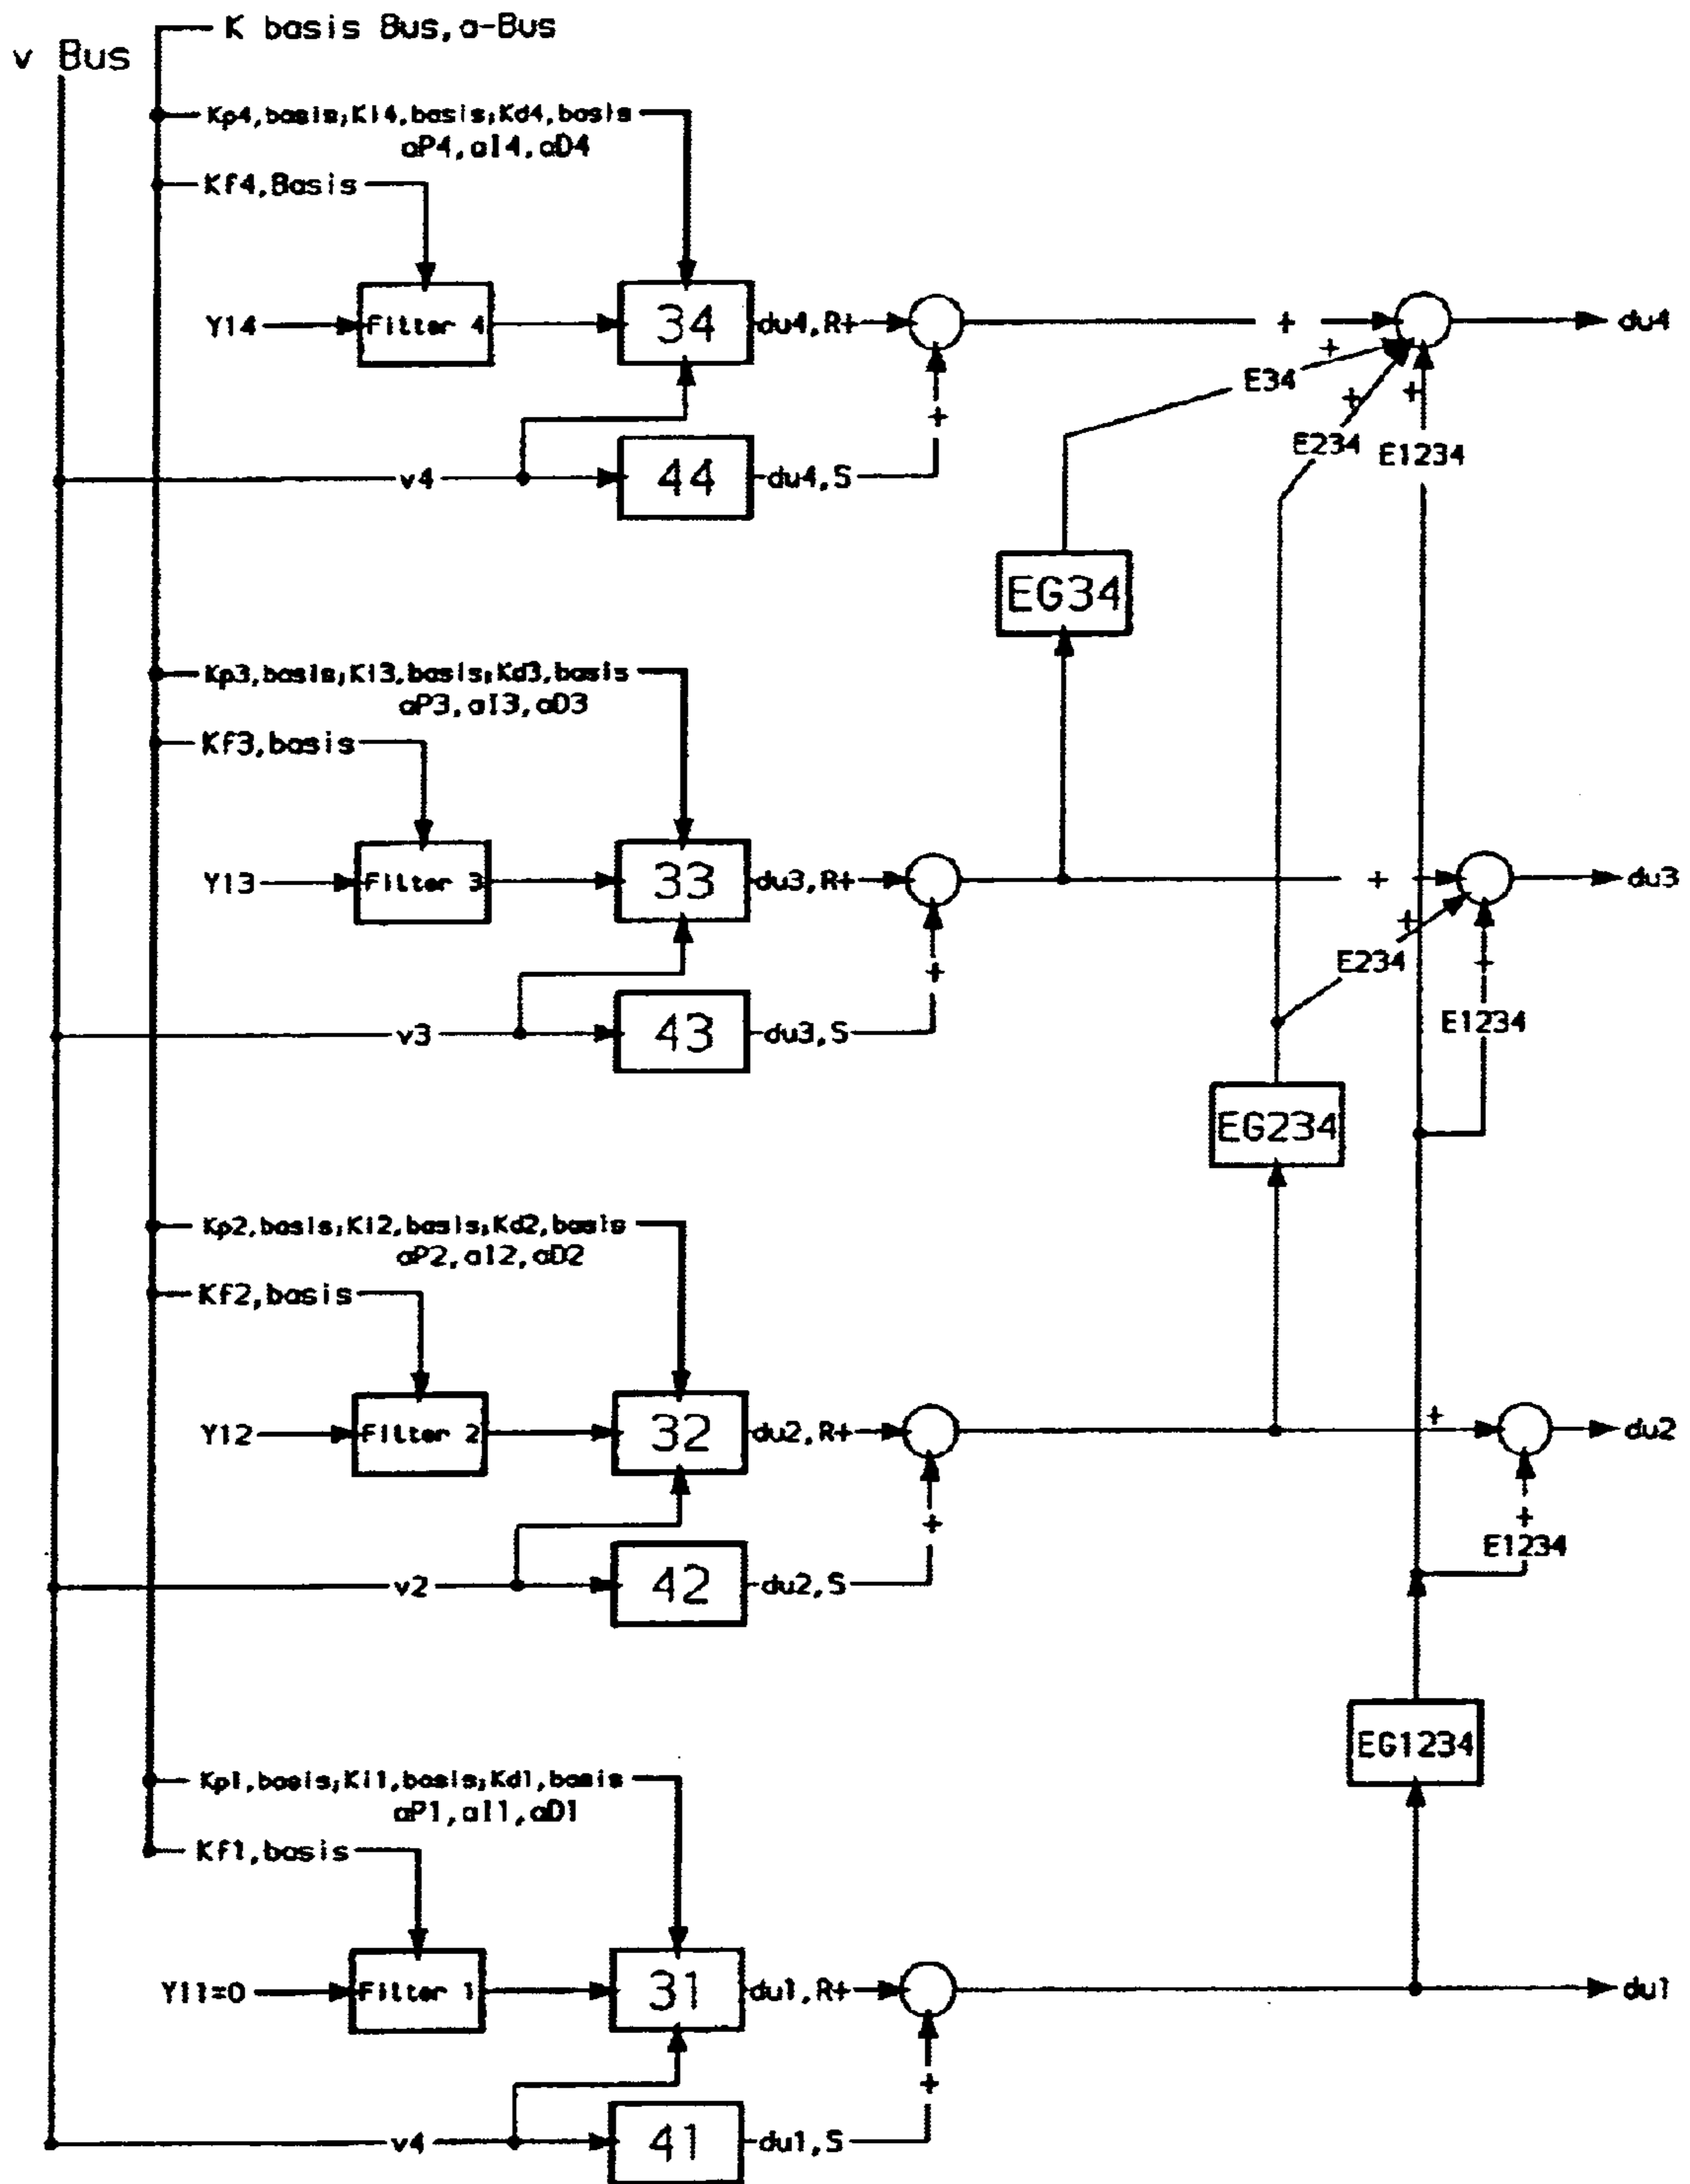 K basis Bus,a-Bus
v Bus
Kp4,basis;Ki4,basis;Kd4,basis
aP4,aI4,aD4
Kf4,Basis
Y14
Filter 4
34
du4,R+
+
du4
+
E34
+
+
+
E234
E1234
v4
44
du4,S
EG34
Kp3,basis;Ki3,basis;Kd3,basis
aP3,aI3,aD3
Kf3,basis
Y13
Filter 3
33
du3,R+
+
du3
+
E234
+
+
E1234
v3
43
du3,S
EG234
Kp2,basis;Ki2,basis;Kd2,basis
aP2,aI2,aD2
Kf2,basis
Y12
Filter 2
32
du2,R+
+
du2
+
+
E1234
v2
42
du2,S
EG1234
Kp1,basis;Ki1,basis;Kd1,basis
aP1,aI1,aD1
Kf1,basis
Y11=0
Filter 1
31
du1,R+
du1
+
v4
41
du1,S